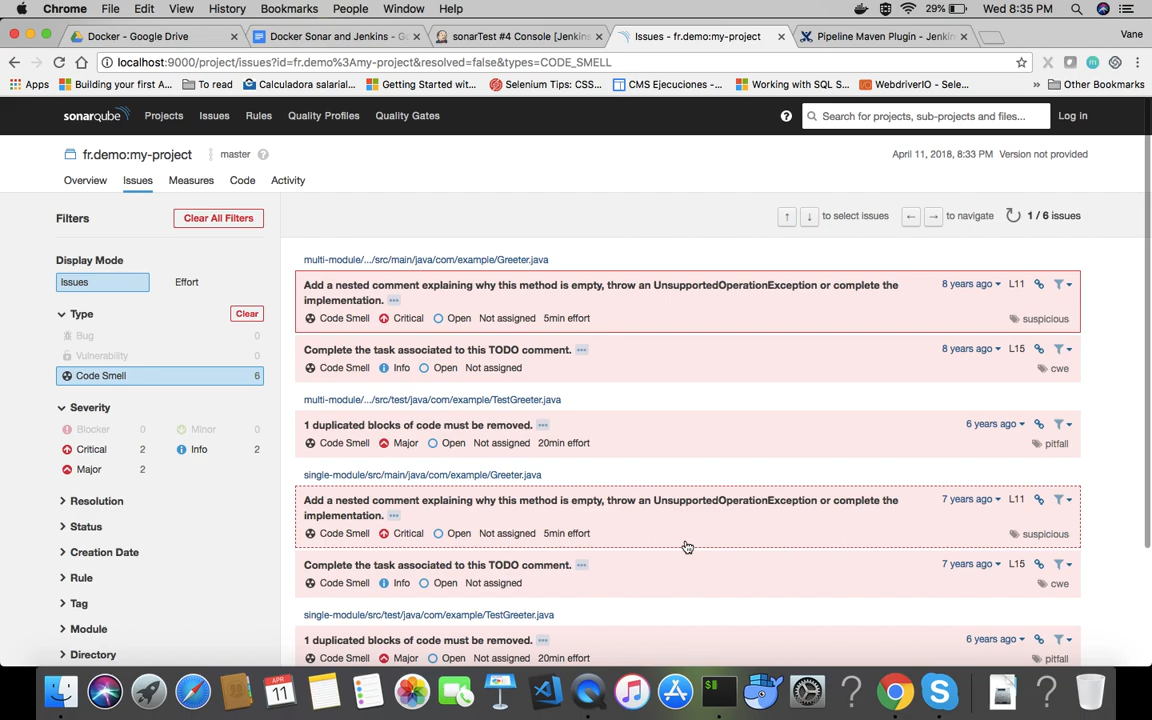 Chrome File Edit View History Bookmarks People Window Help 29% Wed 8:35 PM
Docker - Google Drive Docker Sonar and Jenkins - G sonarTest #4 Console [Jenkins Issues - fr.demo:my-project Pipeline Maven Plugin - Jenkin Vane
localhost:9000/project/issues?id=fr.demo%3Amy-project&resolved=false&types=CODE_SMELL
Apps Building your first A... To read Calculadora salarial... Getting Started wit... Selenium Tips: CSS... CMS Ejecuciones -... Working with SQL S... WebdriverIO - Sele... » Other Bookmarks
sonarqube Projects Issues Rules Quality Profiles Quality Gates Search for projects, sub-projects and files... Log in
fr.demo:my-project master April 11, 2018, 8:33 PM Version not provided
Overview Issues Measures Code Activity
Filters Clear All Filters ↑ ↓ to select issues ← → to navigate 1 / 6 issues
Display Mode
Issues Effort
Type Clear
Bug 0
Vulnerability 0
Code Smell 6
Severity
Blocker 0 Minor 0
Critical 2 Info 2
Major 2
Resolution
Status
Creation Date
Rule
Tag
Module
Directory
multi-module/.../src/main/java/com/example/Greeter.java
Add a nested comment explaining why this method is empty, throw an UnsupportedOperationException or complete the 8 years ago L11
implementation. ...
Code Smell Critical Open Not assigned 5min effort suspicious
Complete the task associated to this TODO comment. ... 8 years ago L15
Code Smell Info Open Not assigned cwe
multi-module/.../src/test/java/com/example/TestGreeter.java
1 duplicated blocks of code must be removed. ... 6 years ago
Code Smell Major Open Not assigned 20min effort pitfall
single-module/src/main/java/com/example/Greeter.java
Add a nested comment explaining why this method is empty, throw an UnsupportedOperationException or complete the 7 years ago L11
implementation. ...
Code Smell Critical Open Not assigned 5min effort suspicious
Complete the task associated to this TODO comment. ... 7 years ago L15
Code Smell Info Open Not assigned cwe
single-module/src/test/java/com/example/TestGreeter.java
1 duplicated blocks of code must be removed. ... 6 years ago
Code Smell Major Open Not assigned 20min effort pitfall
APR
11